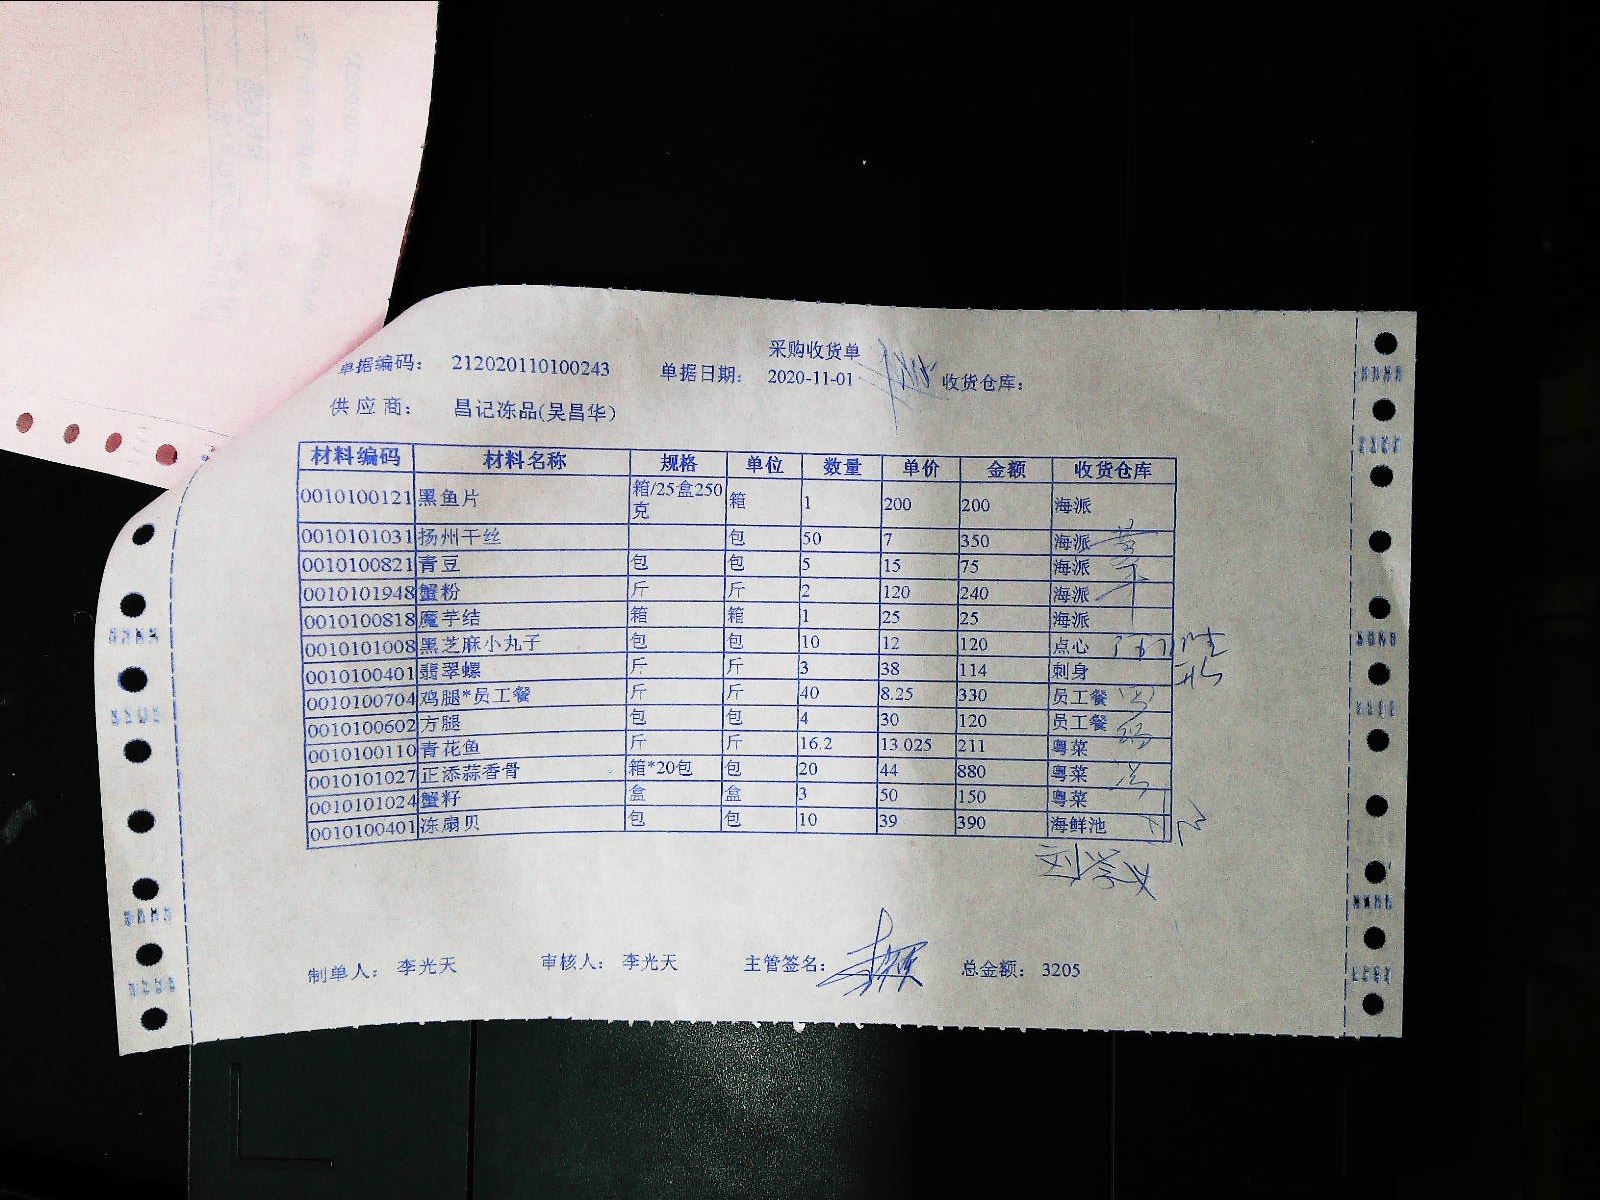 采购收货单
单据编码： 212020110100243 单据日期： 2020-11-01 收货仓库：
供应商： 昌记冻品(吴昌华)
材料编码 材料名称 规格 单位 数量 单价 金额 收货仓库
0010100121 黑鱼片 箱/25盒250克 箱 1 200 200 海派
0010101031 扬州干丝 包 50 7 350 海派
0010100821 青豆 包 包 5 15 75 海派
0010101948 蟹粉 斤 斤 2 120 240 海派
0010100818 魔芋结 箱 箱 1 25 25 海派
0010101008 黑芝麻小丸子 包 包 10 12 120 点心
0010100401 翡翠螺 斤 斤 3 38 114 刺身
0010100704 鸡腿*员工餐 斤 斤 40 8.25 330 员工餐
0010100602 方腿 包 包 4 30 120 员工餐
0010100110 青花鱼 斤 斤 16.2 13.025 211 粤菜
0010101027 正添蒜香骨 箱*20包 包 20 44 880 粤菜
0010101024 蟹籽 盒 盒 3 50 150 粤菜
0010100401 冻扇贝 包 包 10 39 390 海鲜池
制单人： 李光天 审核人： 李光天 主管签名： 总金额： 3205